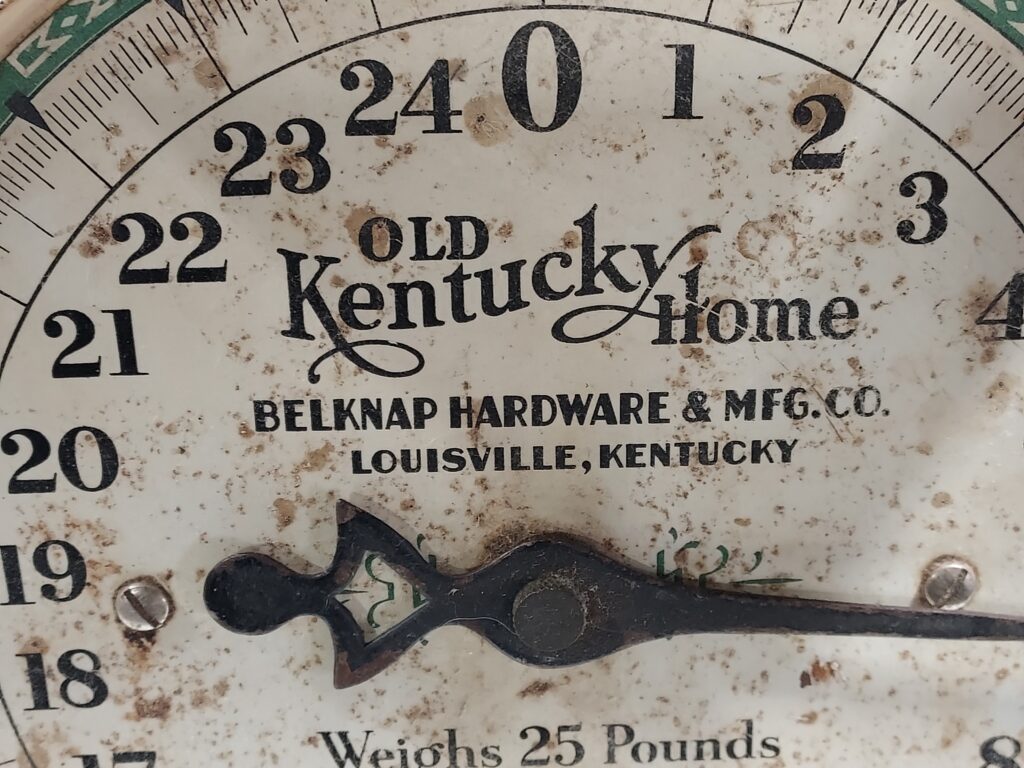 0
24 1
23 2
22 3
OLD
Kentucky
Home
21 4
BELKNAP HARDWARE & MFG.CO.
LOUISVILLE, KENTUCKY
20
19
18
Weighs 25 Pounds
17 8